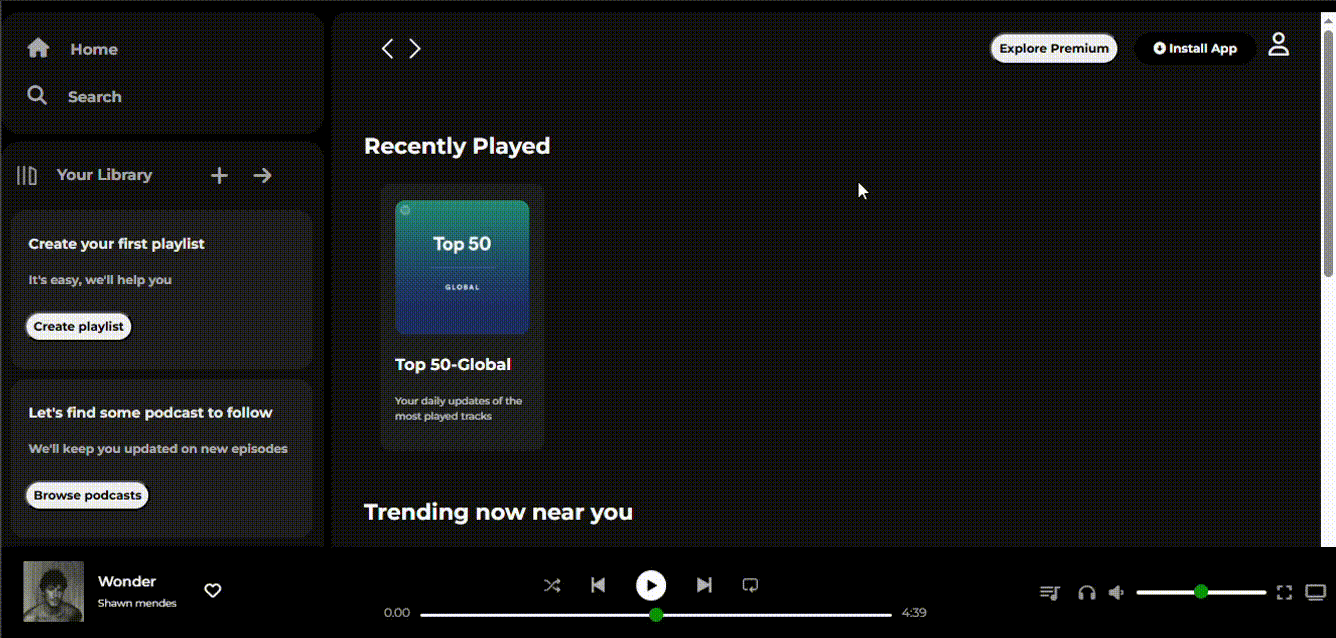 Home
Search
Your Library
Create your first playlist
It's easy, we'll help you
Create playlist
Let's find some podcast to follow
We'll keep you updated on new episodes
Browse podcasts
Explore Premium
Install App
Recently Played
Top 50
GLOBAL
Top 50-Global
Your daily updates of the
most played tracks
Trending now near you
Wonder
Shawn mendes
0.00
4:39